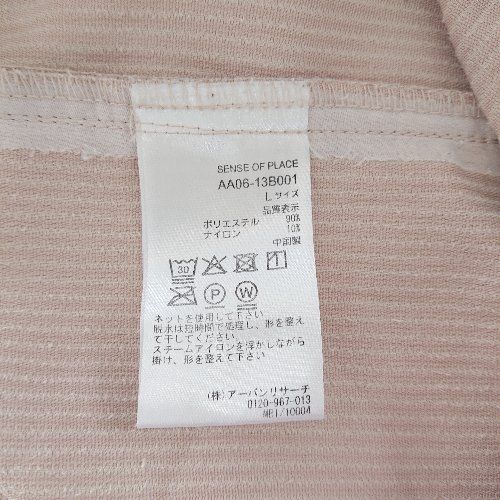 SENSE OF PLACE
AA06-13B001
L サイズ
品質表示
ポリエステル 90%
ナイロン 10%
中国製
30
P W
ネットを使用して下さい
脱水は短時間で処理し、形を整え
て干してください
スチームアイロンを浮かしながら
掛け、形を整えて下さい
(株) アーバンリサーチ
0120-967-013